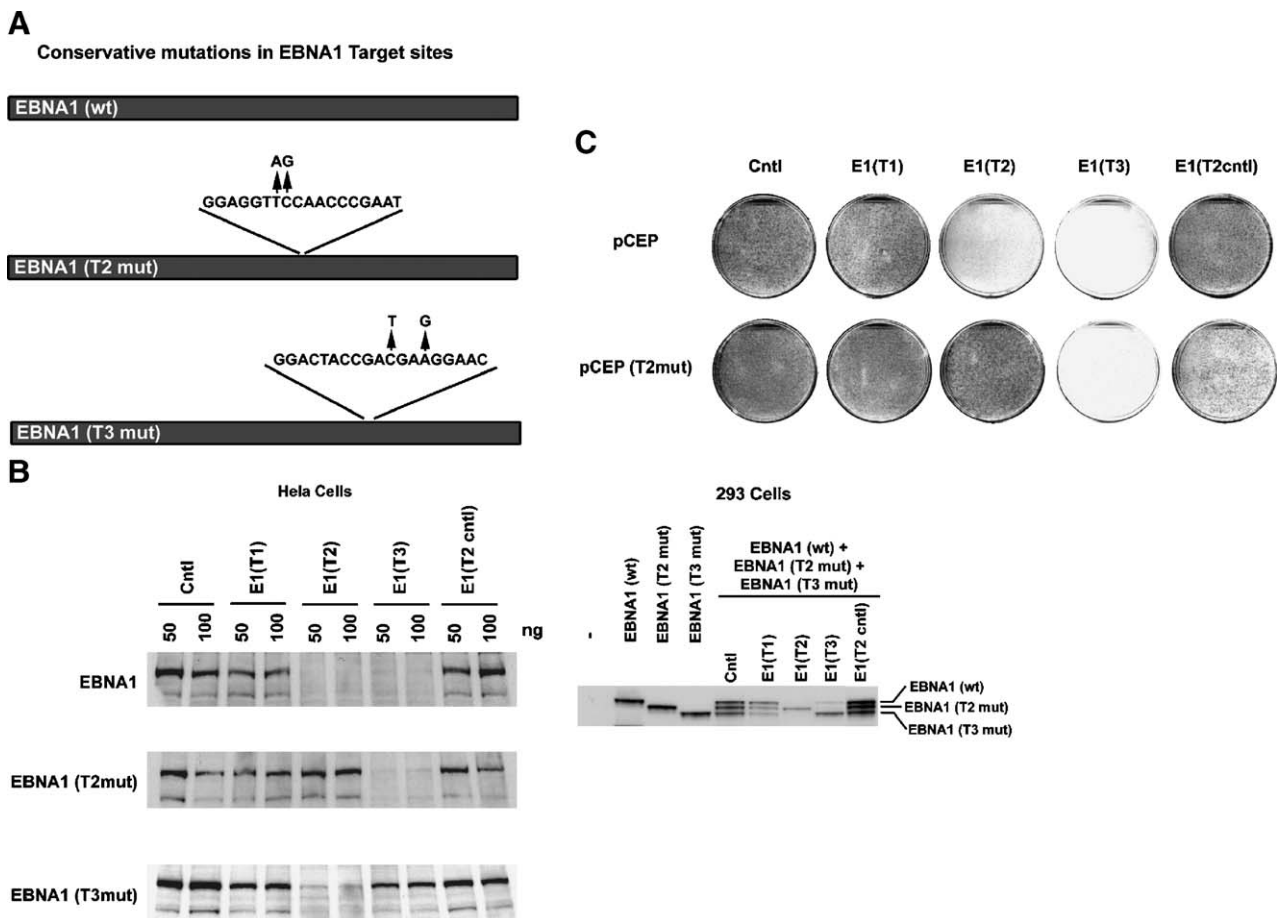 A
Conservative mutations in EBNA1 Target sites
EBNA1 (wt)
AG
GGAGGTTCCAACCCGAAT
EBNA1 (T2 mut)
T G
GGACTACCGACGAAGGAAC
EBNA1 (T3 mut)
B
Hela Cells
Cntl
E1(T1)
E1(T2)
E1(T3)
E1(T2 cntl)
50 100 50 100 50 100 50 100 50 100 ng
EBNA1
EBNA1 (T2mut)
EBNA1 (T3mut)
293 Cells
-
EBNA1 (wt)
EBNA1 (T2 mut)
EBNA1 (T3 mut)
EBNA1 (wt) +
EBNA1 (T2 mut) +
EBNA1 (T3 mut)
Cntl
E1(T1)
E1(T2)
E1(T3)
E1(T2 cntl)
EBNA1 (wt)
EBNA1 (T2 mut)
EBNA1 (T3 mut)
C
Cntl E1(T1) E1(T2) E1(T3) E1(T2cntl)
pCEP
pCEP (T2mut)